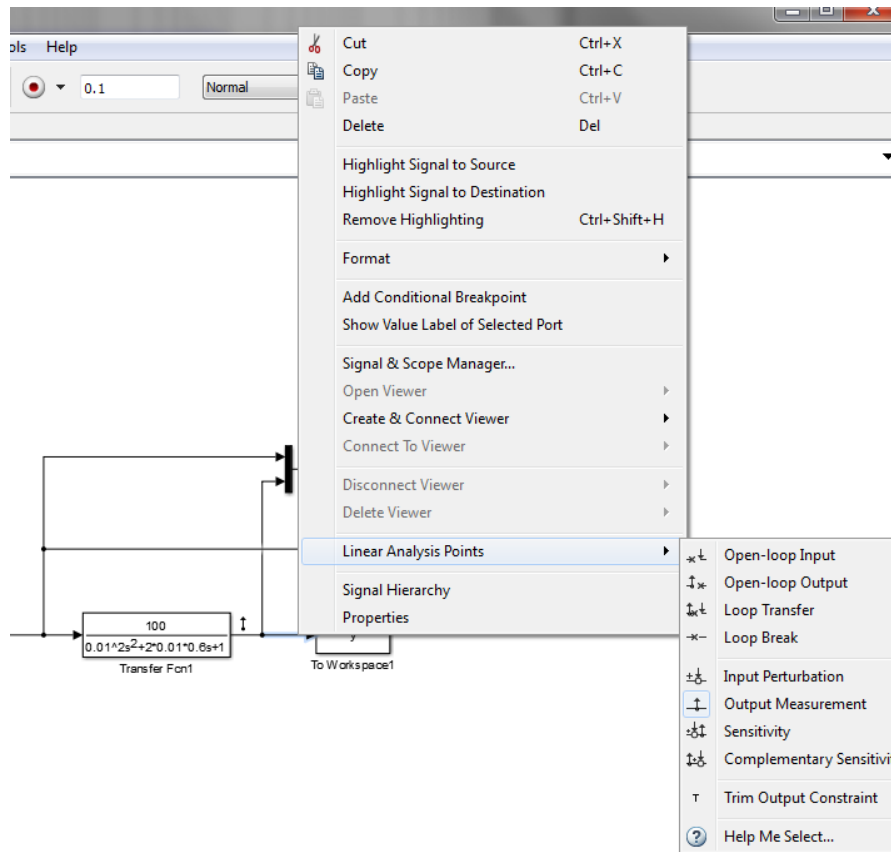 ols Help
0.1 Normal
Cut Ctrl+X
Copy Ctrl+C
Paste Ctrl+V
Delete Del
Highlight Signal to Source
Highlight Signal to Destination
Remove Highlighting Ctrl+Shift+H
Format
Add Conditional Breakpoint
Show Value Label of Selected Port
Signal & Scope Manager...
Open Viewer
Create & Connect Viewer
Connect To Viewer
Disconnect Viewer
Delete Viewer
Linear Analysis Points
Signal Hierarchy
Properties
Open-loop Input
Open-loop Output
Loop Transfer
Loop Break
Input Perturbation
Output Measurement
Sensitivity
Complementary Sensitivi
T Trim Output Constraint
? Help Me Select...
100
0.01^2s²+2*0.01*0.6s+1
Transfer Fcn1
y
To Workspace1